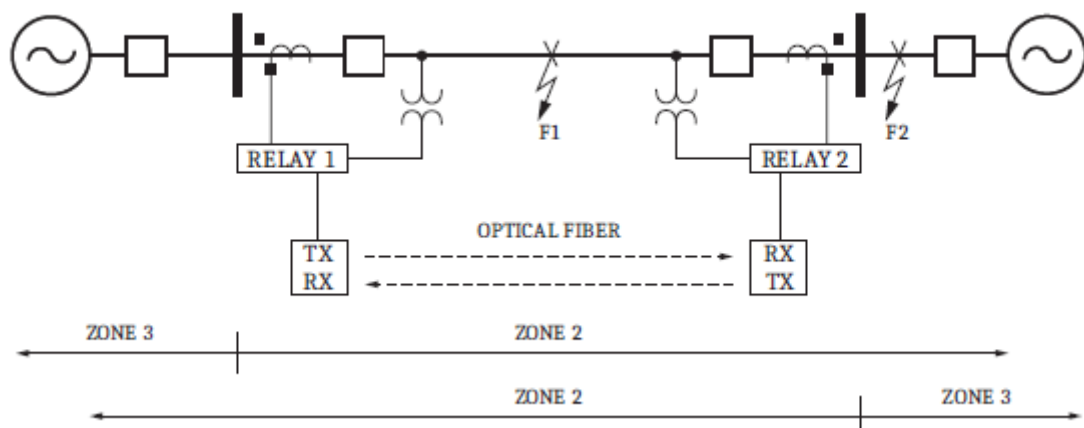 F1
F2
RELAY 1
RELAY 2
OPTICAL FIBER
TX
RX
RX
TX
ZONE 3
ZONE 2
ZONE 2
ZONE 3